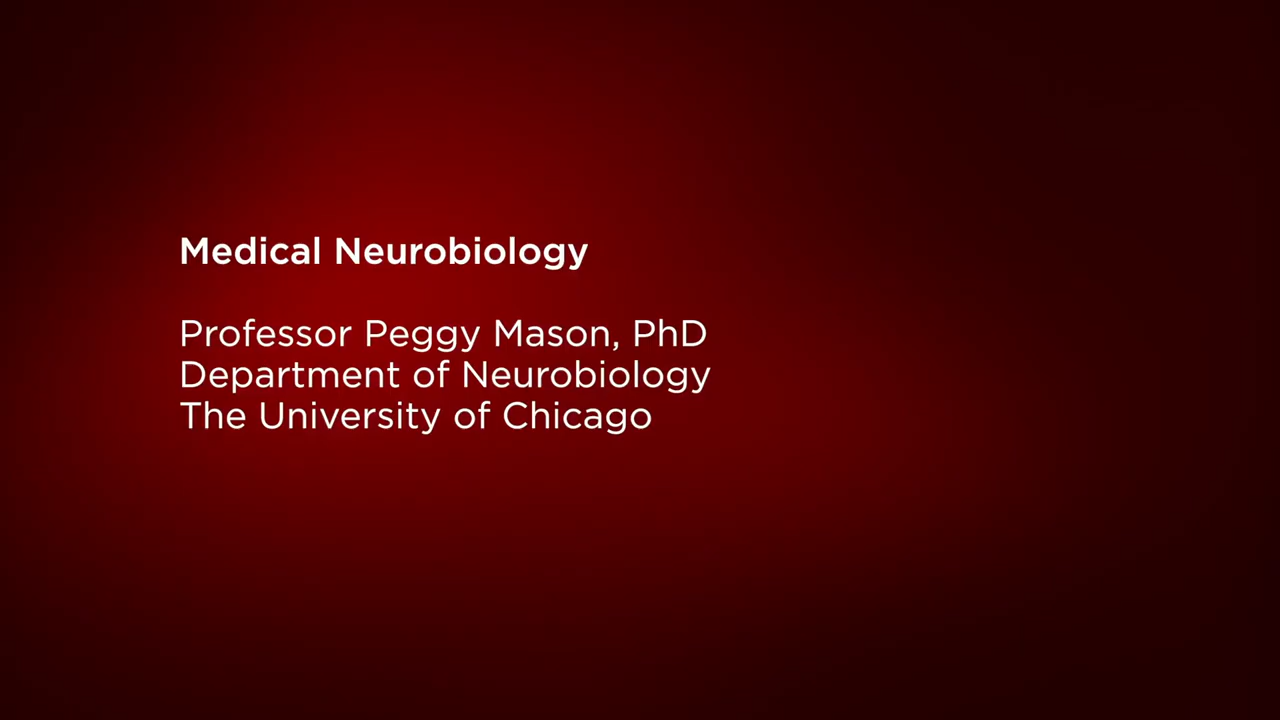 Medical Neurobiology
Professor Peggy Mason, PhD
Department of Neurobiology
The University of Chicago